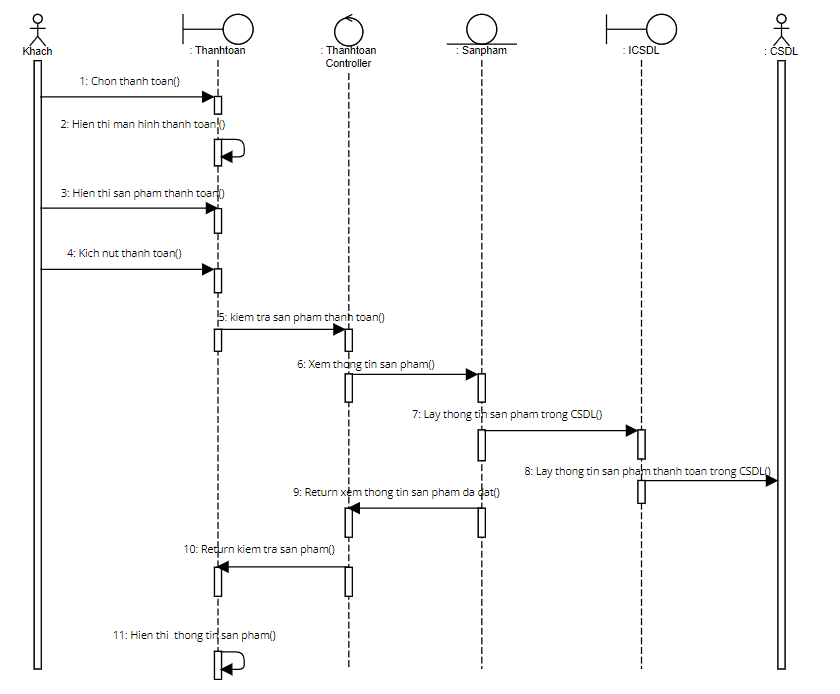 Khach
: Thanhtoan
: Thanhtoan
Controller
: Sanpham
: ICSDL
: CSDL
1: Chon thanh toan()
2: Hien thi man hinh thanh toan ()
3: Hien thi san pham thanh toan()
4: Kich nut thanh toan()
5: kiem tra san pham thanh toan()
6: Xem thong tin san pham()
7: Lay thong tin san pham trong CSDL()
8: Lay thong tin san pham thanh toan trong CSDL()
9: Return xem thong tin san pham da dat()
10: Return kiem tra san pham()
11: Hien thi thong tin san pham()